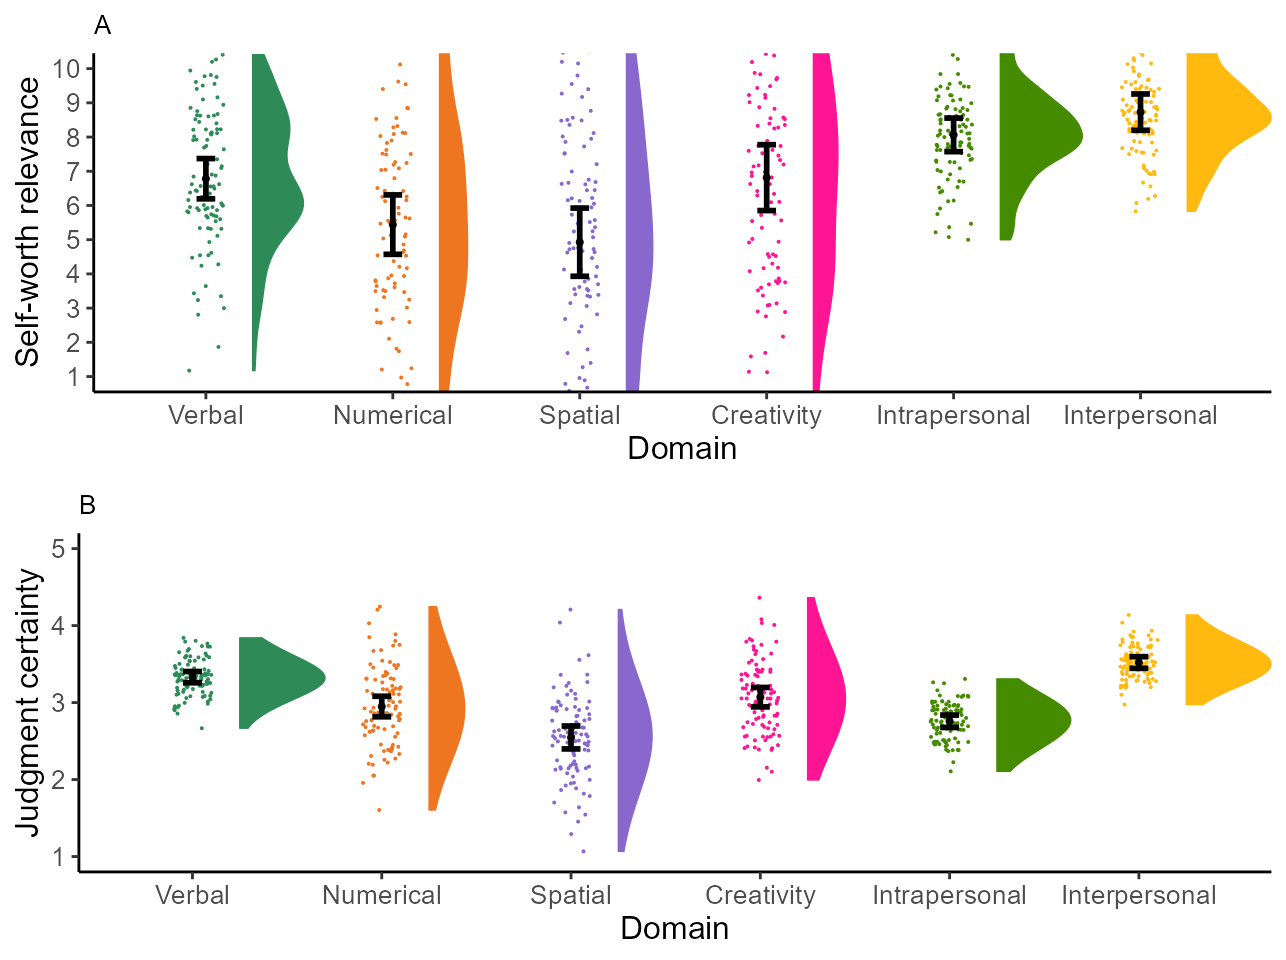 A
Self-worth relevance
10
9
8
7
6
5
4
3
2
1
Verbal Numerical Spatial Creativity Intrapersonal Interpersonal
Domain
B
Judgment certainty
5
4
3
2
1
Verbal Numerical Spatial Creativity Intrapersonal Interpersonal
Domain